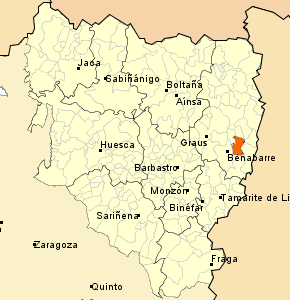 Jaca
Sabiñánigo
Boltaña
Aínsa
Huesca
Graus
Benabarre
Barbastro
Monzón
Tamarite de Li
Binéfar
Sariñena
Zaragoza
Fraga
Quinto